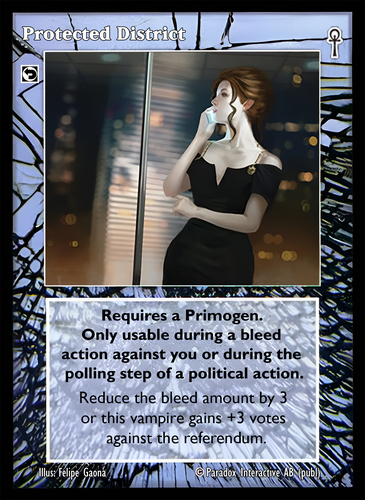 Protected District
Requires a Primogen.
Only usable during a bleed
action against you or during the
polling step of a political action.
Reduce the bleed amount by 3
or this vampire gains +3 votes
against the referendum.
Illus: Felipe Gaona © Paradox Interactive AB. (publ)